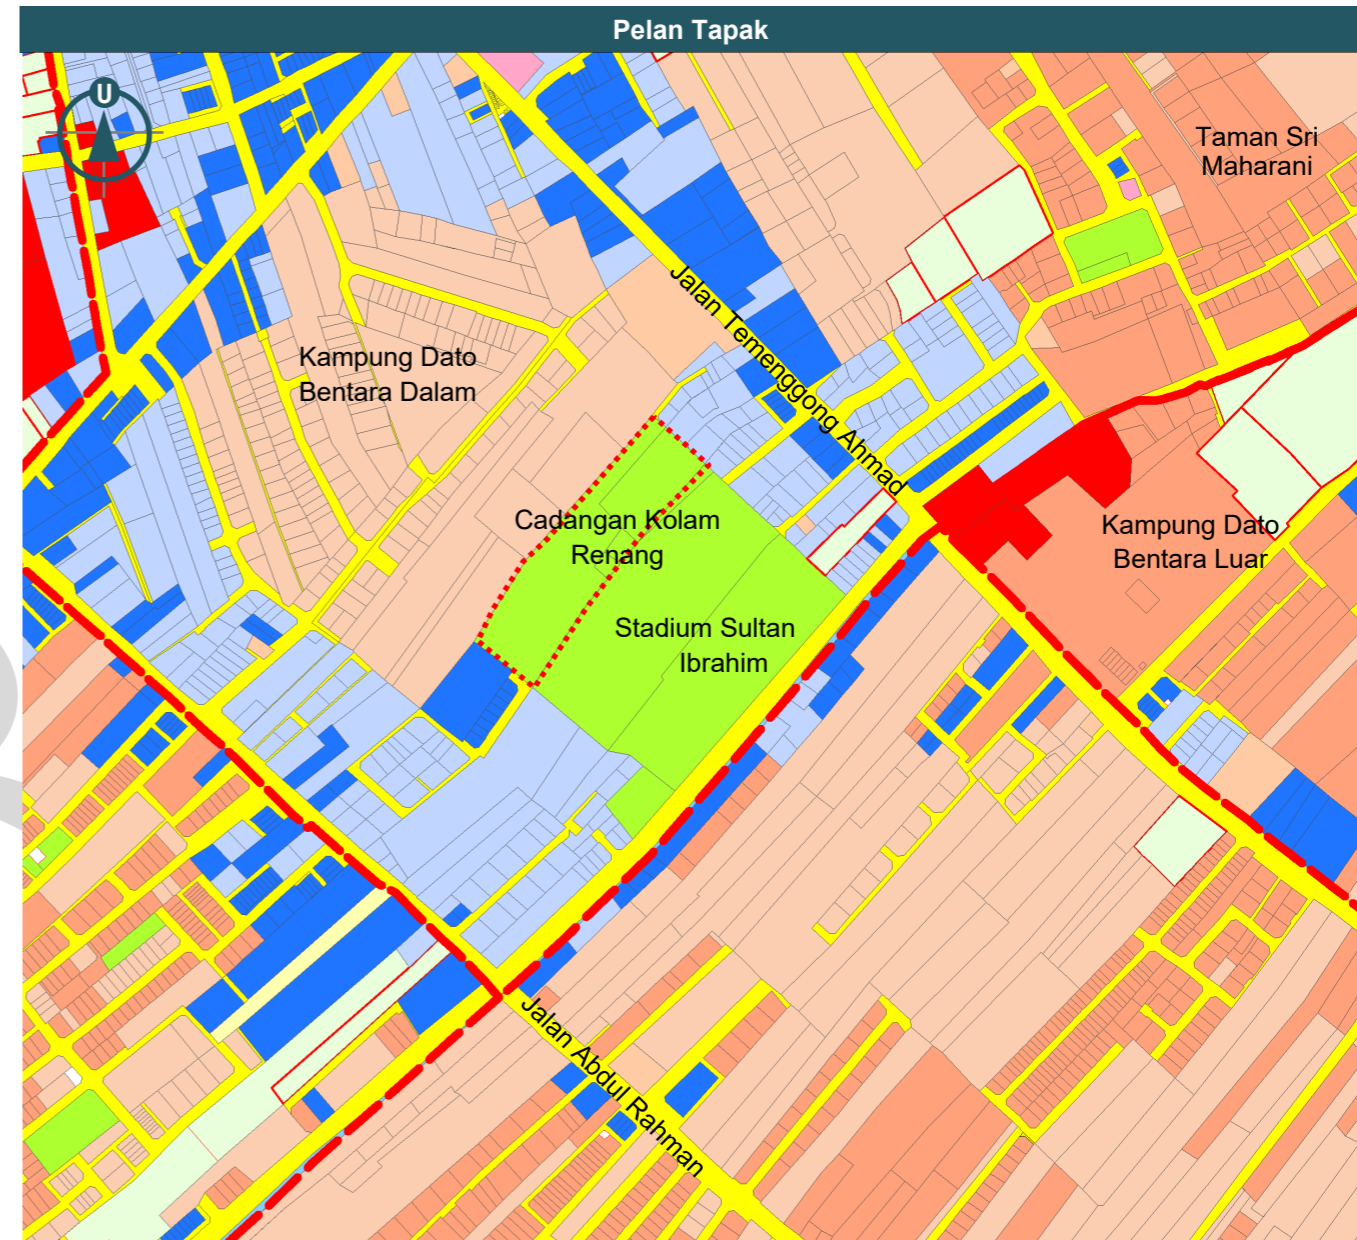 Pelan Tapak
U
Taman Sri
Maharani
Jalan Temenggong Ahmad
Kampung Dato
Bentara Dalam
Cadangan Kolam
Renang
Kampung Dato
Bentara Luar
Stadium Sultan
Ibrahim
Jalan Abdul Rahman